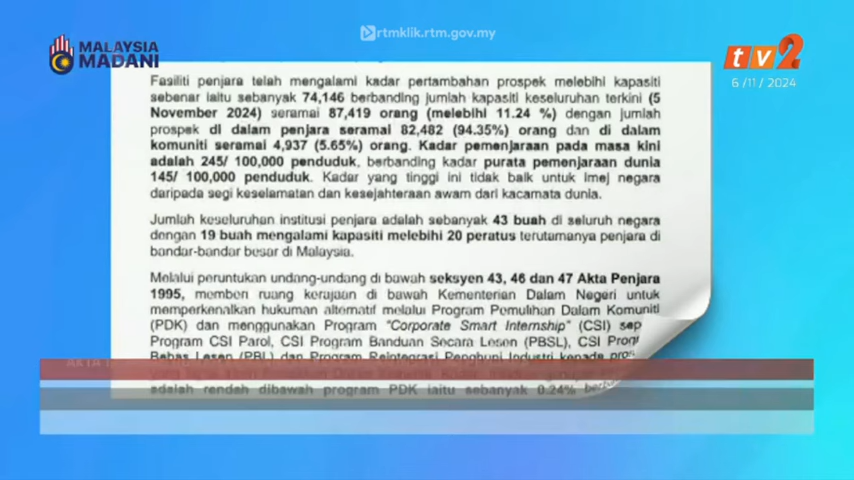 rtmklik.rtm.gov.my
MALAYSIA
MADANI
tv2
6 /11 / 2024
Fasiliti penjara telah mengalami kadar pertambahan prospek melebihi kapasiti
sebenar iaitu sebanyak 74,146 berbanding jumlah kapasiti keseluruhan terkini (5
November 2024) seramai 87,419 orang (melebihi 11.24 %) dengan jumlah
prospek di dalam penjara seramai 82,482 (94.35%) orang dan di dalam
komuniti seramai 4,937 (5.65%) orang. Kadar pemenjaraan pada masa kini
adalah 245/ 100,000 penduduk, berbanding kadar purata pemenjaraan dunia
145/ 100,000 penduduk. Kadar yang tinggi ini tidak baik untuk imej negara
daripada segi keselamatan dan kesejahteraan awam dari kacamata dunia.
Jumlah keseluruhan institusi penjara adalah sebanyak 43 buah di seluruh negara
dengan 19 buah mengalami kapasiti melebihi 20 peratus terutamanya penjara di
bandar-bandar besar di Malaysia.
Melalui peruntukan undang-undang di bawah seksyen 43, 46 dan 47 Akta Penjara
1995, memberi ruang kerajaan di bawah Kementerian Dalam Negeri untuk
memperkenalkan hukuman alternatif melalui Program Pemulihan Dalam Komuniti
(PDK) dan menggunakan Program "Corporate Smart Internship" (CSI) sep
Program CSI Parol, CSI Program Banduan Secara Lesen (PBSL), CSI Progr
Bebas Lesen (PBL) dan Program Reintegrasi Penghuni Industri kepada pros
AKTA
adalah rendah dibawah program PDK iaitu sebanyak 0.24% berb